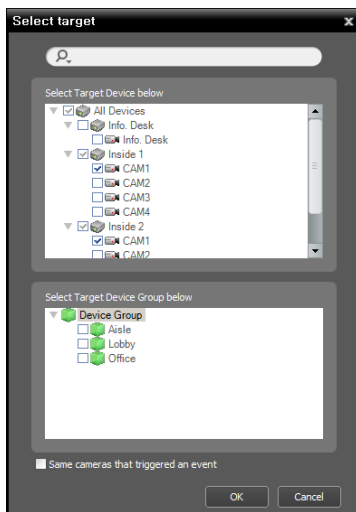 Select target x
Select Target Device below
All Devices
Info. Desk
Info. Desk
Inside 1
CAM1
CAM2
CAM3
CAM4
Inside 2
CAM1
CAM2
Select Target Device Group below
Device Group
Aisle
Lobby
Office
Same cameras that triggered an event
OK Cancel